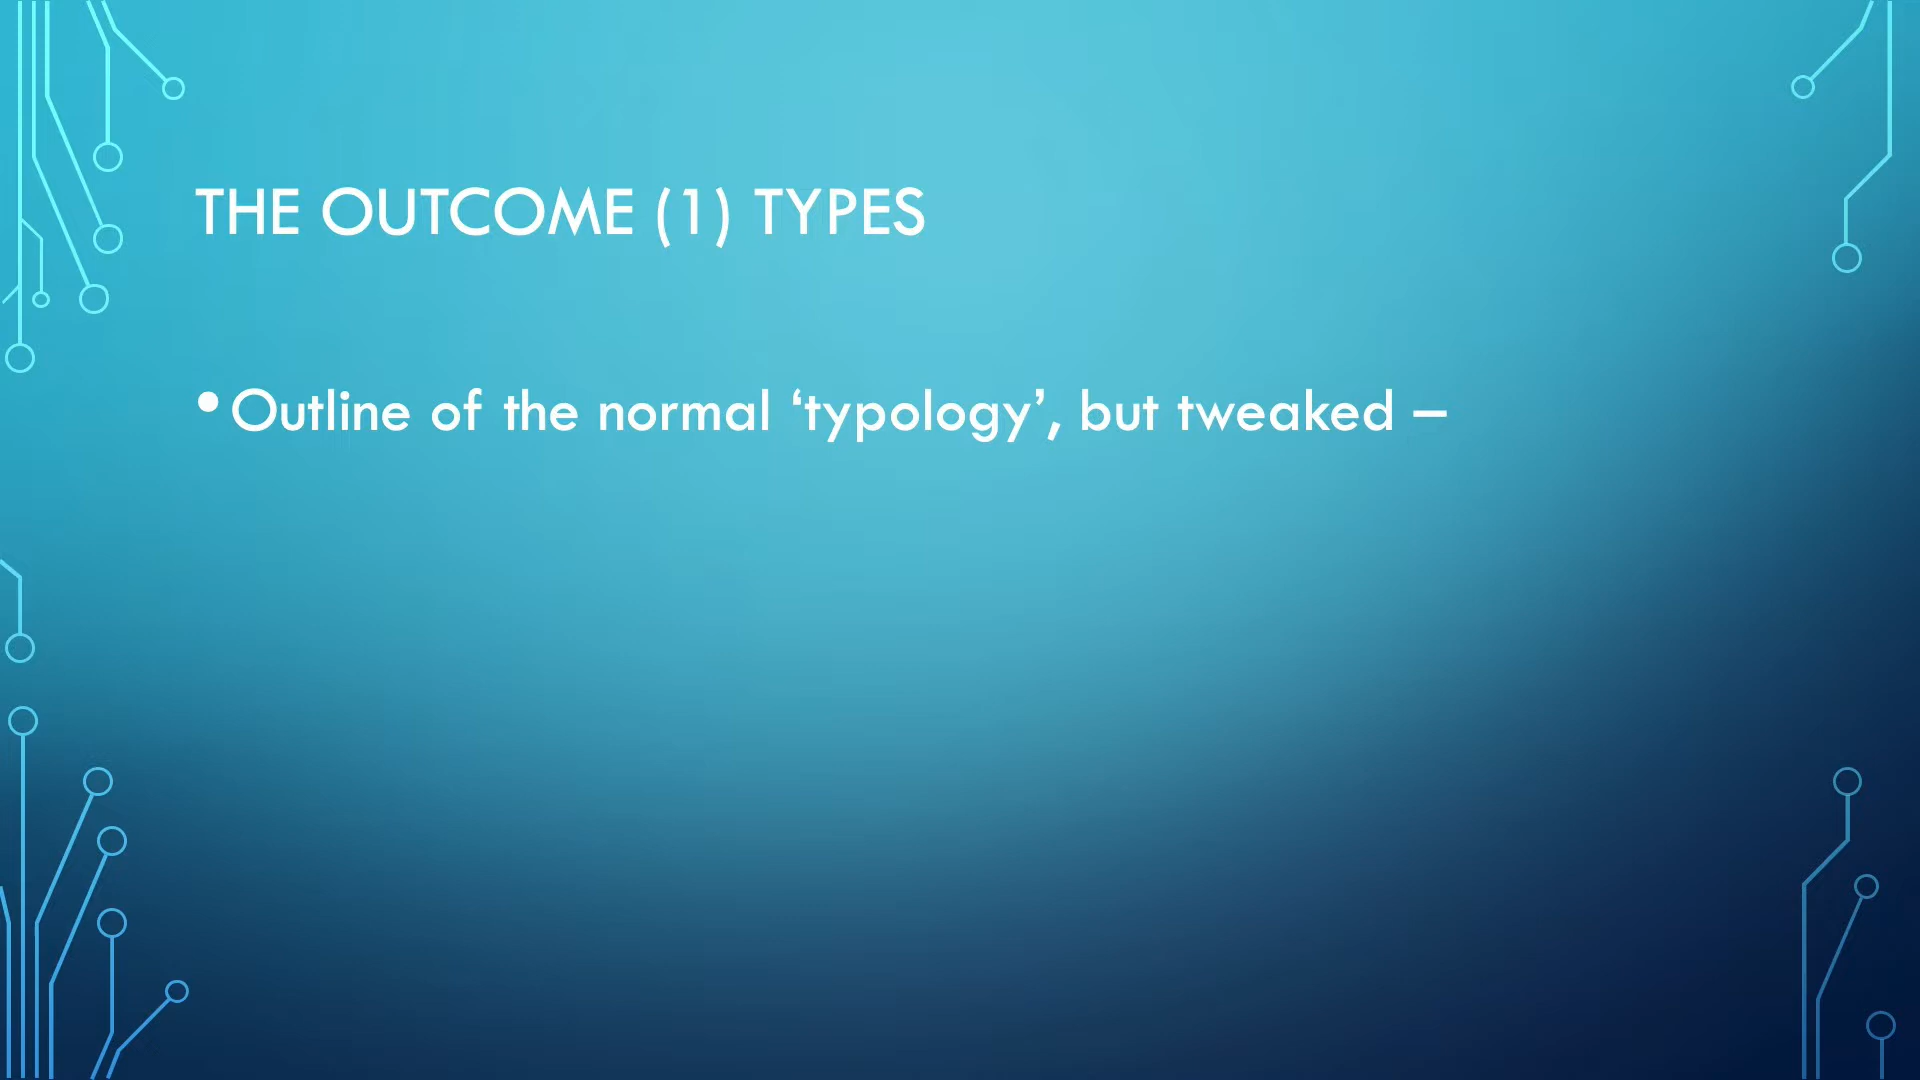 THE OUTCOME (1) TYPES
• Outline of the normal ‘typology’, but tweaked –